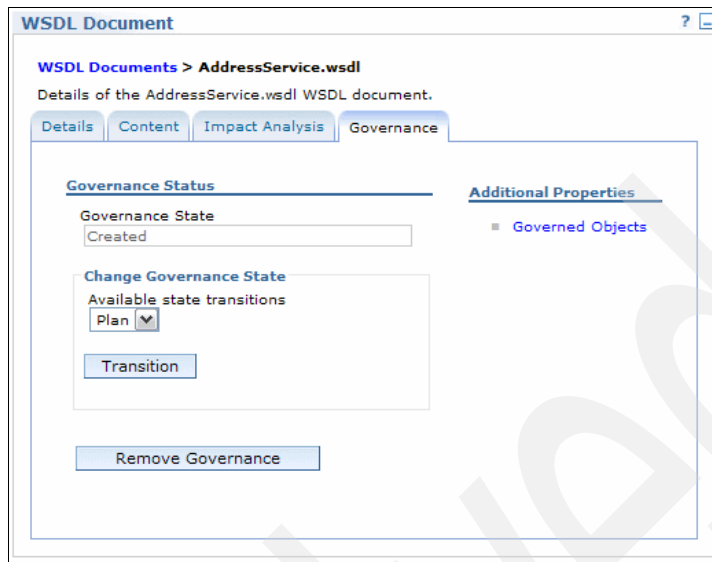 WSDL Document ?
WSDL Documents > AddressService.wsdl
Details of the AddressService.wsdl WSDL document.
Details Content Impact Analysis Governance
Governance Status
Governance State
Created
Change Governance State
Available state transitions
Plan
Transition
Remove Governance
Additional Properties
Governed Objects